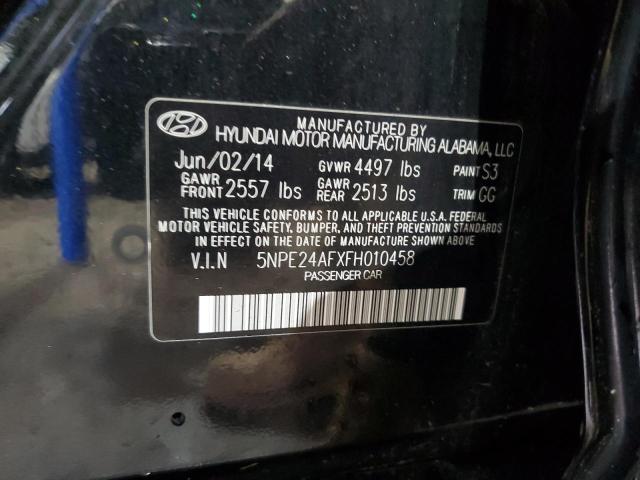 MANUFACTURED BY
HYUNDAI MOTOR MANUFACTURING ALABAMA, LLC
Jun/02/14 GVWR 4497 lbs PAINT S3
GAWR FRONT 2557 lbs GAWR REAR 2513 lbs TRIM GG
THIS VEHICLE CONFORMS TO ALL APPLICABLE U.S.A. FEDERAL
MOTOR VEHICLE SAFETY, BUMPER, AND THEFT PREVENTION STANDARDS
IN EFFECT ON THE DATE OF MANUFACTURE SHOWN ABOVE.
V.I.N 5NPE24AFXFH010458
PASSENGER CAR